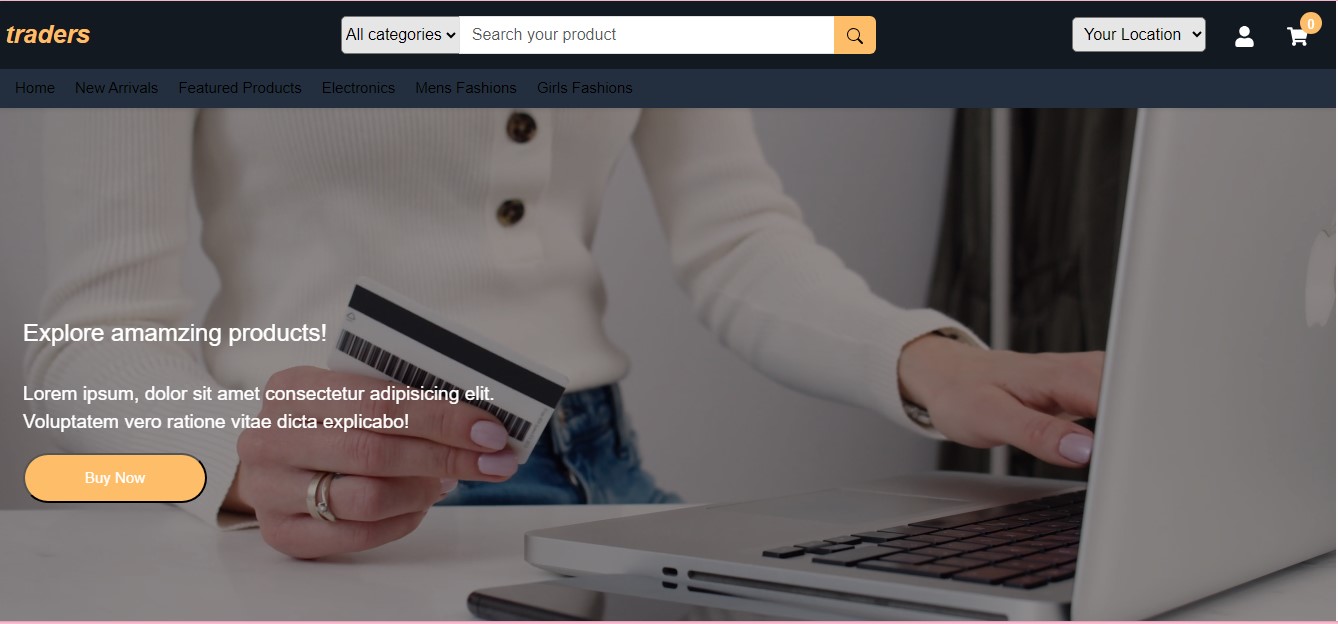 traders
All categories
Search your product
Your Location
0
Home
New Arrivals
Featured Products
Electronics
Mens Fashions
Girls Fashions
Explore amamzing products!
Lorem ipsum, dolor sit amet consectetur adipisicing elit.
Voluptatem vero ratione vitae dicta explicabo!
Buy Now